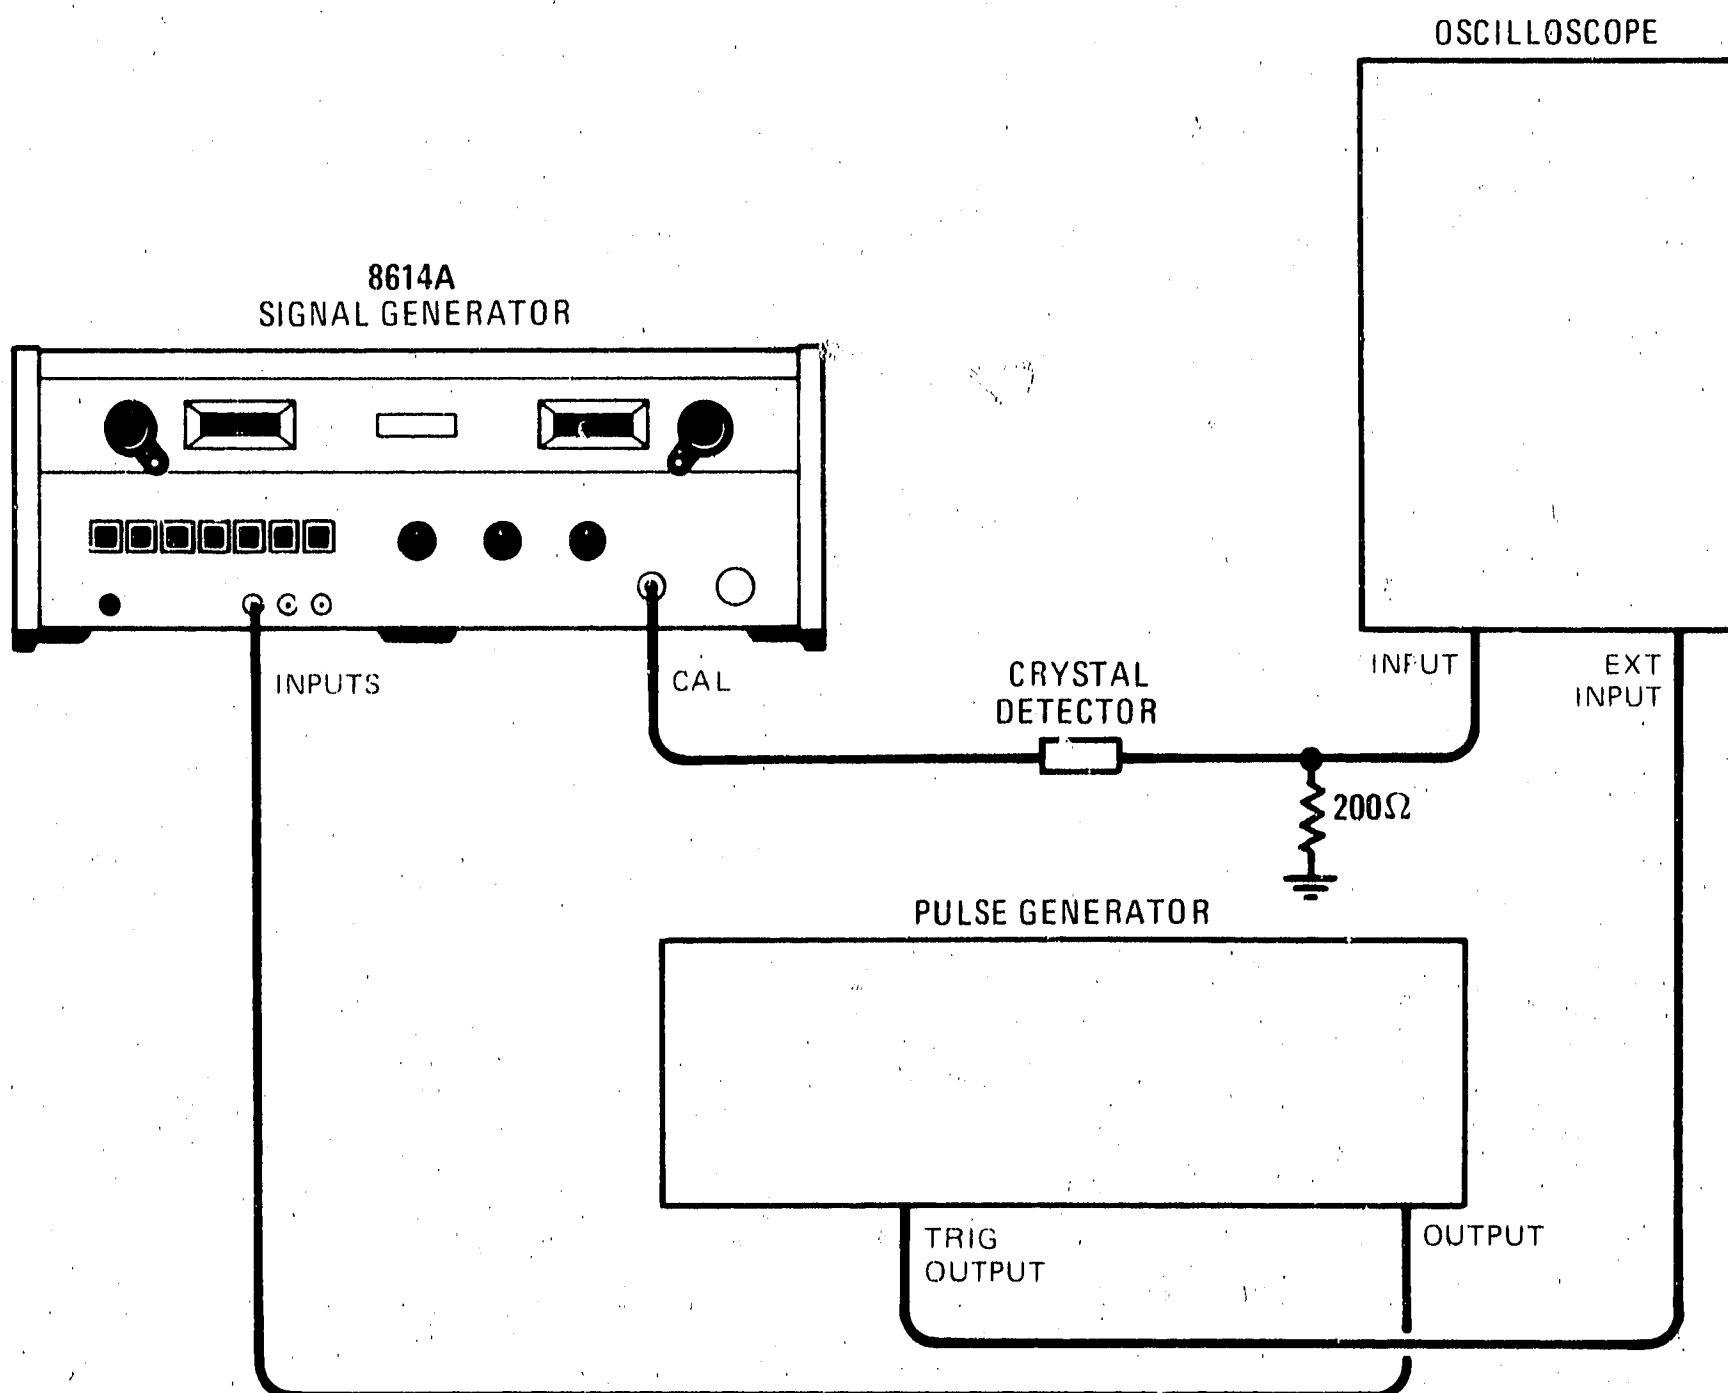 OSCILLOSCOPE
8614A
SIGNAL GENERATOR
INPUTS
CAL
CRYSTAL
DETECTOR
INPUT
EXT
INPUT
200Ω
PULSE GENERATOR
TRIG
OUTPUT
OUTPUT